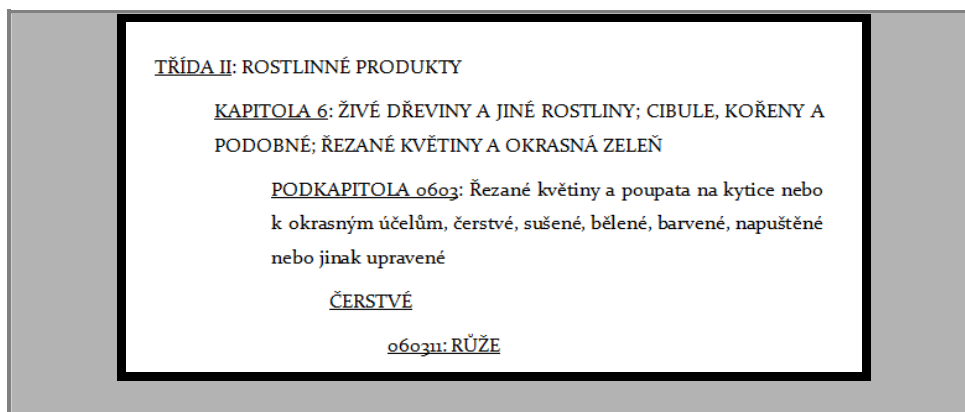 TŘÍDA II: ROSTLINNÉ PRODUKTY
KAPITOLA 6: ŽIVÉ DŘEVINY A JINÉ ROSTLINY; CIBULE, KOŘENY A
PODOBNÉ; ŘEZANÉ KVĚTINY A OKRASNÁ ZELEŇ
PODKAPITOLA 0603: Řezané květiny a poupata na kytice nebo
k okrasným účelům, čerstvé, sušené, bělené, barvené, napuštěné
nebo jinak upravené
ČERSTVÉ
060311: RŮŽE